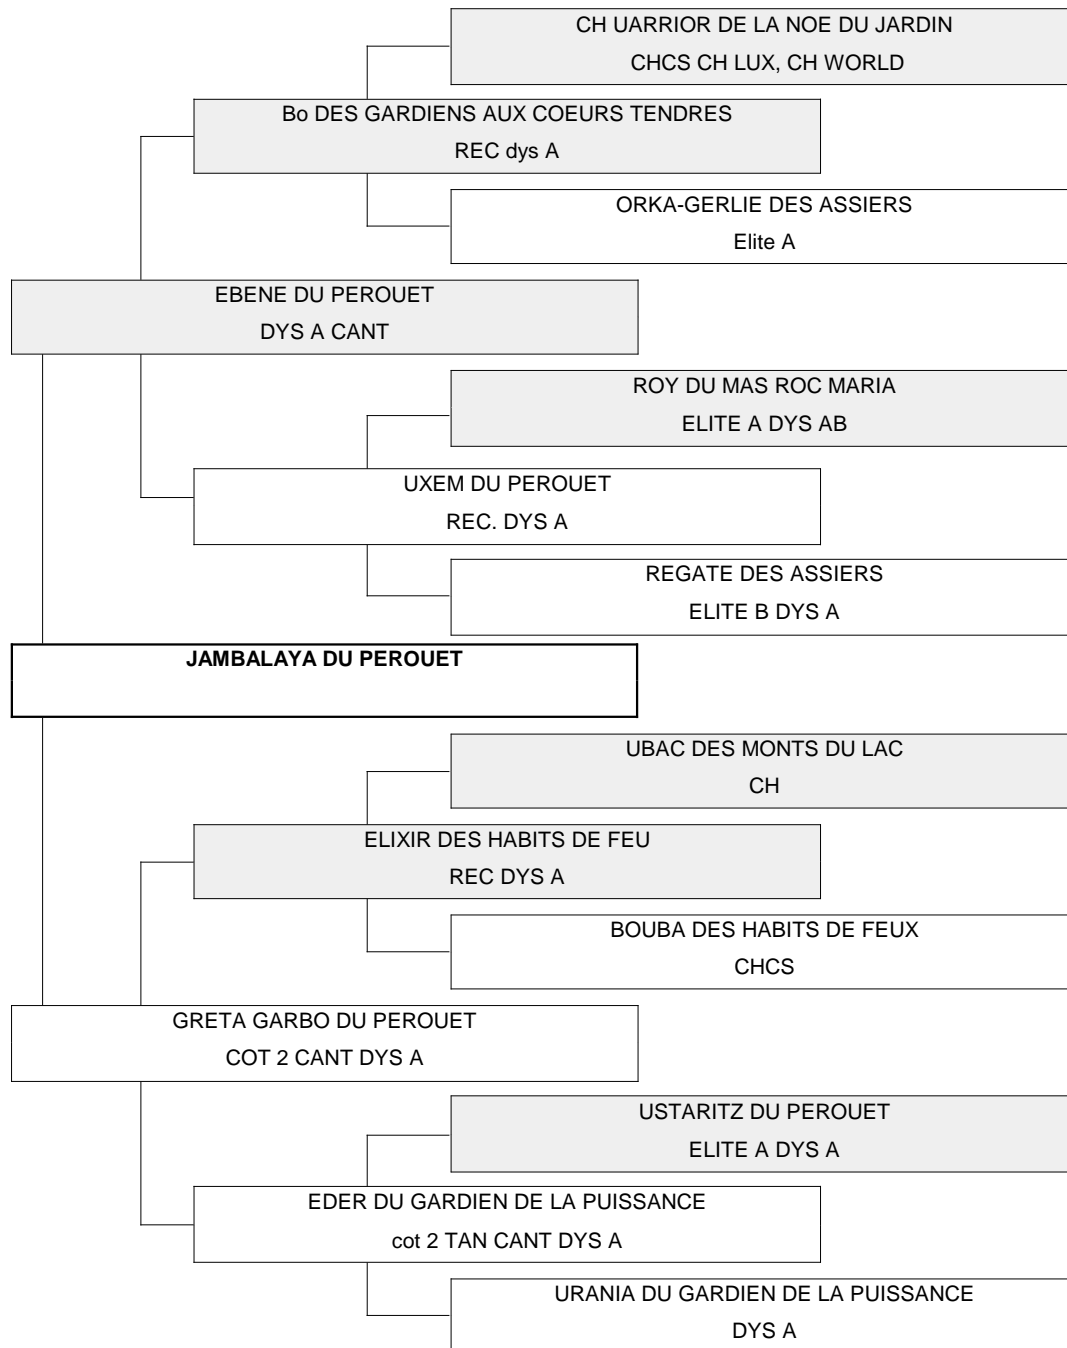 CH UARRIOR DE LA NOE DU JARDIN
CHCS CH LUX, CH WORLD
Bo DES GARDIENS AUX COEURS TENDRES
REC dys A
ORKA-GERLIE DES ASSIERS
Elite A
EBENE DU PEROUET
DYS A CANT
ROY DU MAS ROC MARIA
ELITE A DYS AB
UXEM DU PEROUET
REC. DYS A
REGATE DES ASSIERS
ELITE B DYS A
JAMBALAYA DU PEROUET
UBAC DES MONTS DU LAC
CH
ELIXIR DES HABITS DE FEU
REC DYS A
BOUBA DES HABITS DE FEUX
CHCS
GRETA GARBO DU PEROUET
COT 2 CANT DYS A
USTARITZ DU PEROUET
ELITE A DYS A
EDER DU GARDIEN DE LA PUISSANCE
cot 2 TAN CANT DYS A
URANIA DU GARDIEN DE LA PUISSANCE
DYS A